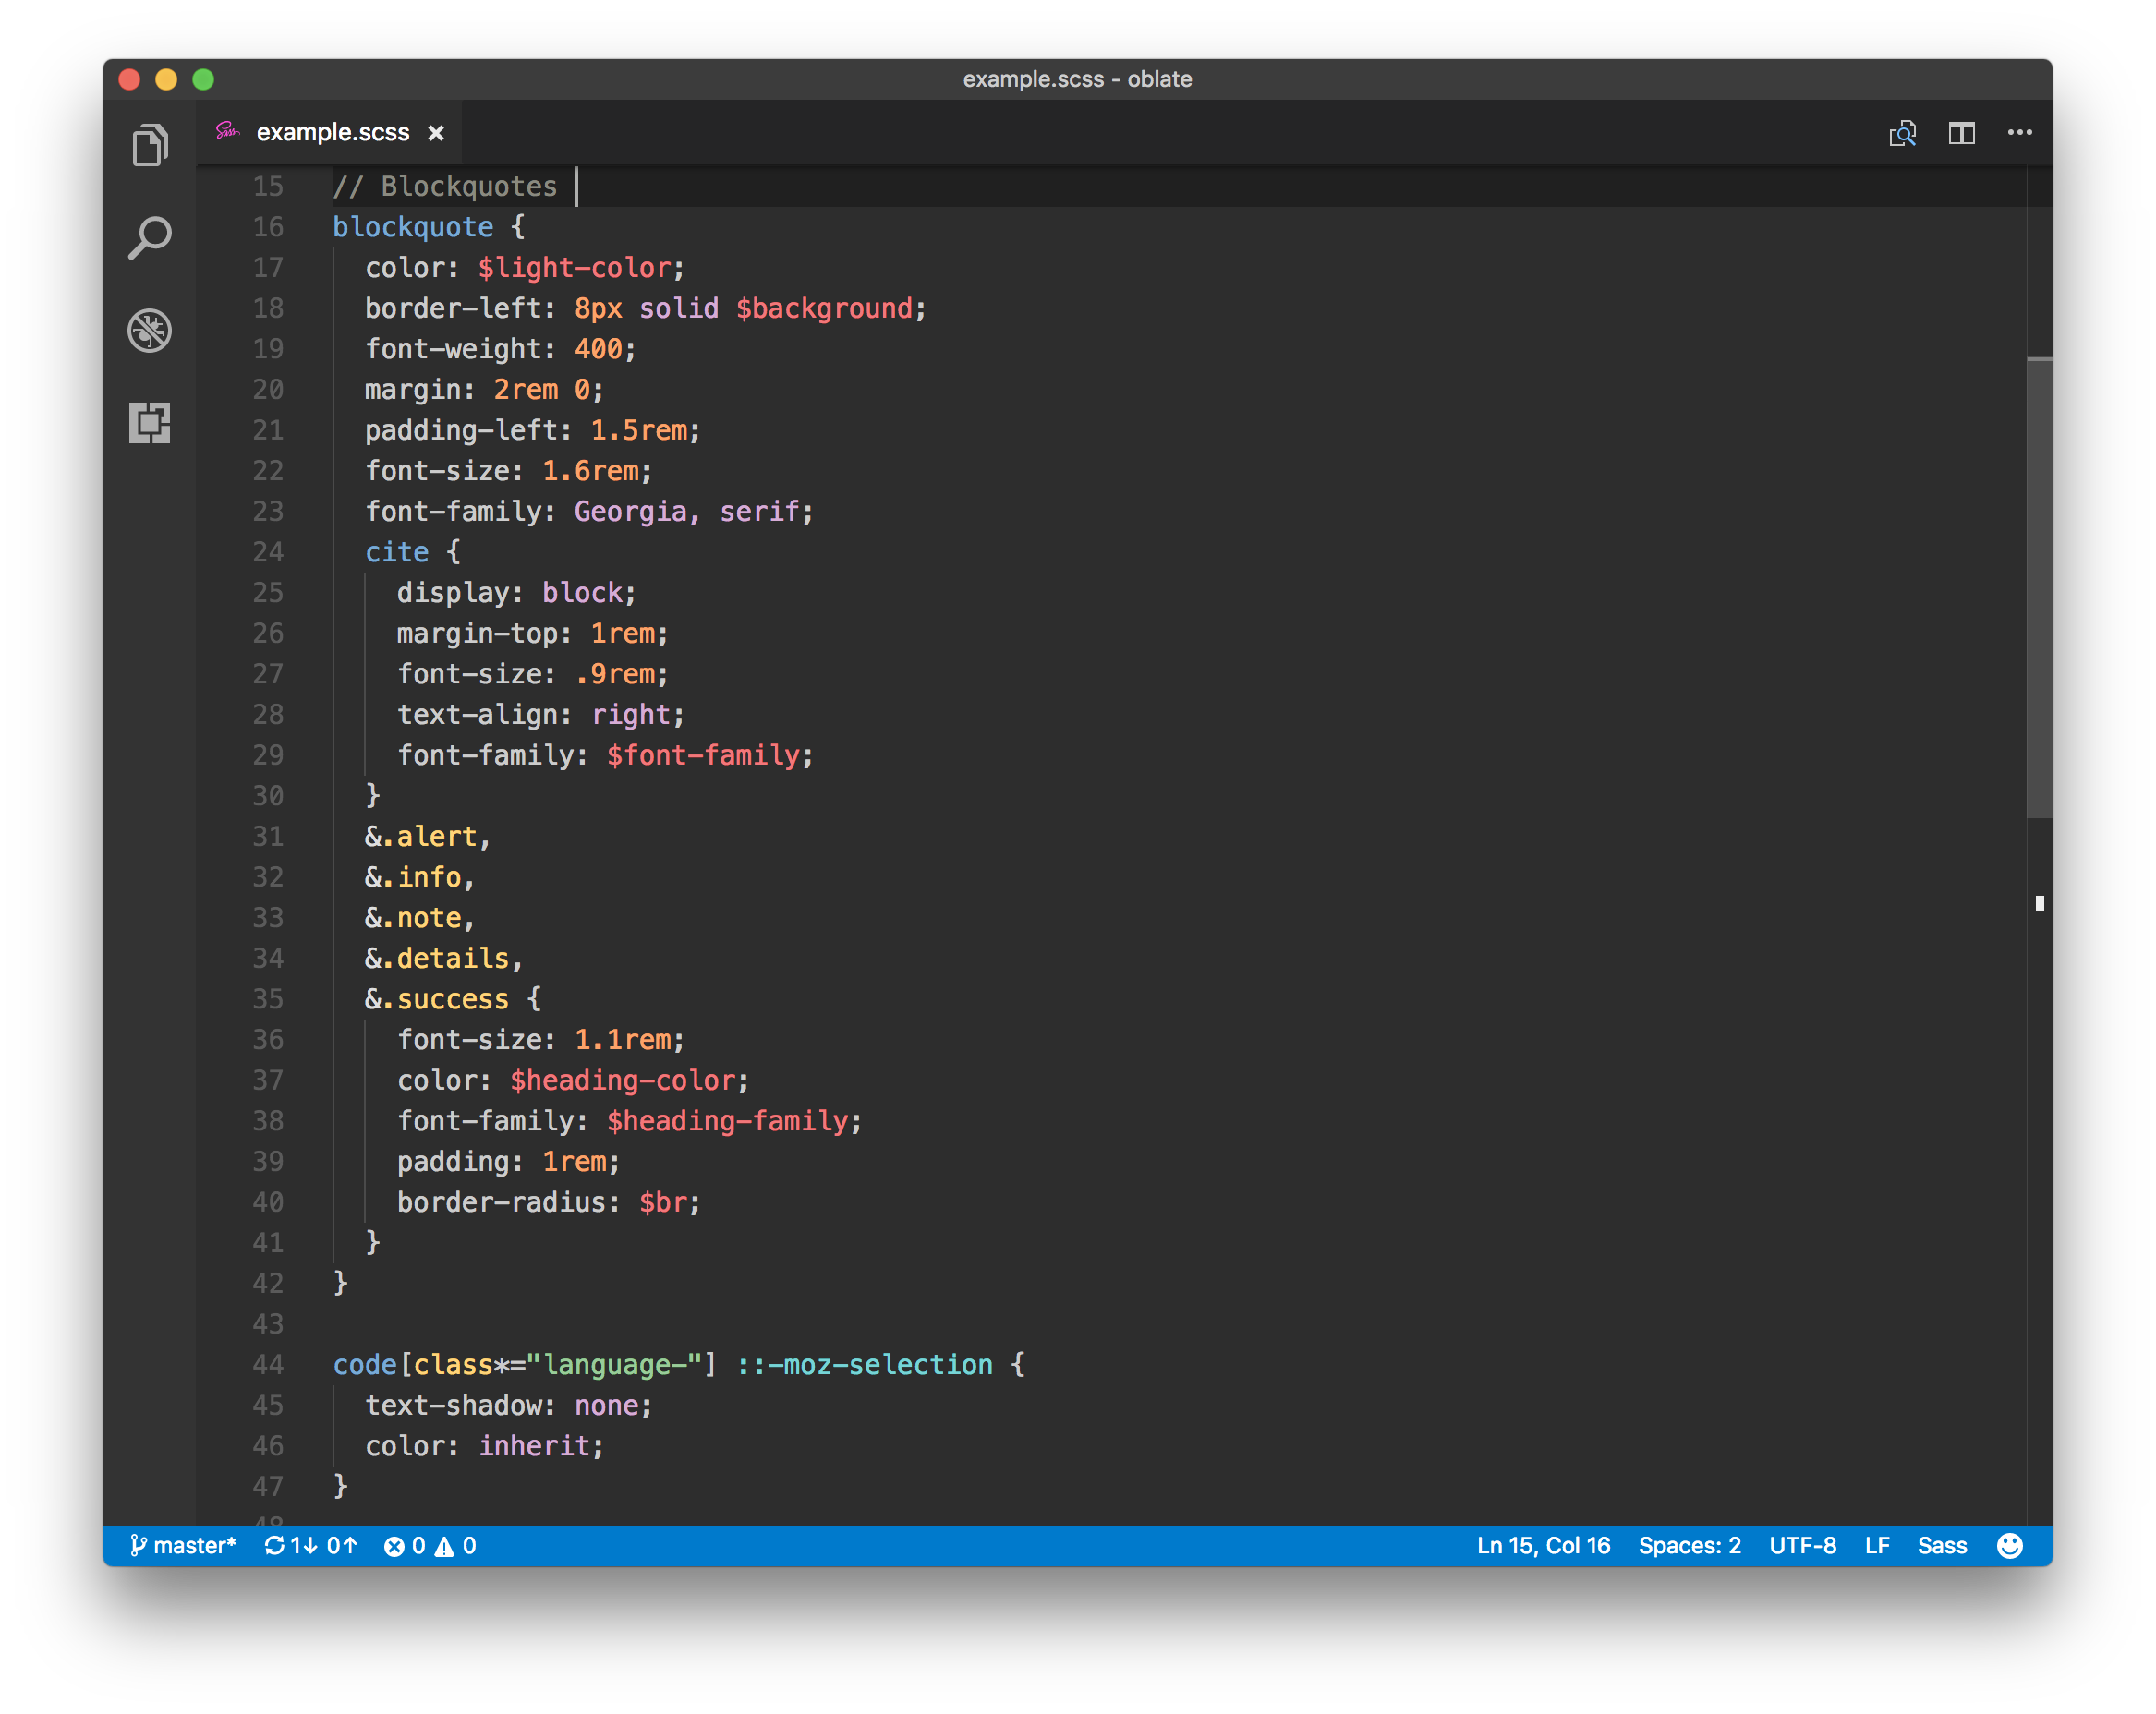 example.scss - oblate
Sass example.scss ×
15 // Blockquotes
16 blockquote {
17   color: $light-color;
18   border-left: 8px solid $background;
19   font-weight: 400;
20   margin: 2rem 0;
21   padding-left: 1.5rem;
22   font-size: 1.6rem;
23   font-family: Georgia, serif;
24   cite {
25     display: block;
26     margin-top: 1rem;
27     font-size: .9rem;
28     text-align: right;
29     font-family: $font-family;
30   }
31   &.alert,
32   &.info,
33   &.note,
34   &.details,
35   &.success {
36     font-size: 1.1rem;
37     color: $heading-color;
38     font-family: $heading-family;
39     padding: 1rem;
40     border-radius: $br;
41   }
42 }
43
44 code[class*="language-"] ::-moz-selection {
45   text-shadow: none;
46   color: inherit;
47 }
48
master* 1↓ 0↑ 0 0 Ln 15, Col 16 Spaces: 2 UTF-8 LF Sass